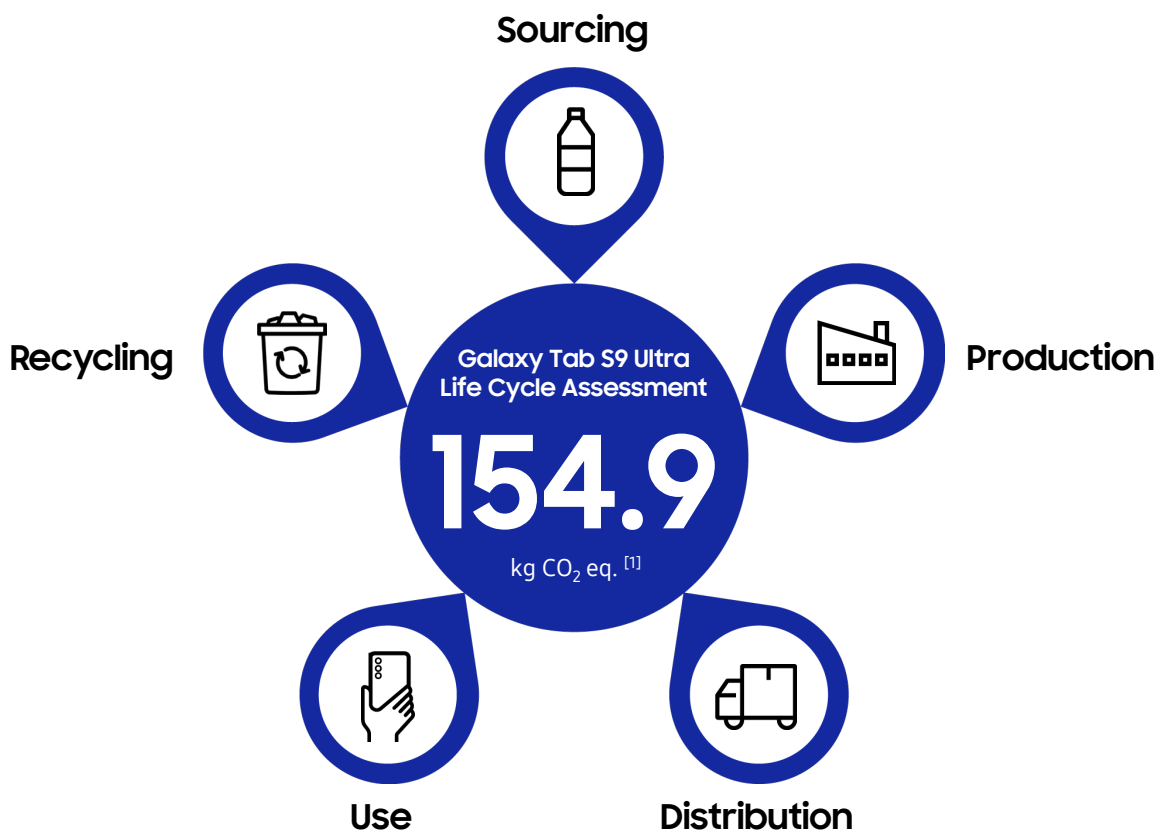 Sourcing
Recycling
Galaxy Tab S9 Ultra
Life Cycle Assessment
154.9
kg CO₂ eq. [1]
Production
Use
Distribution